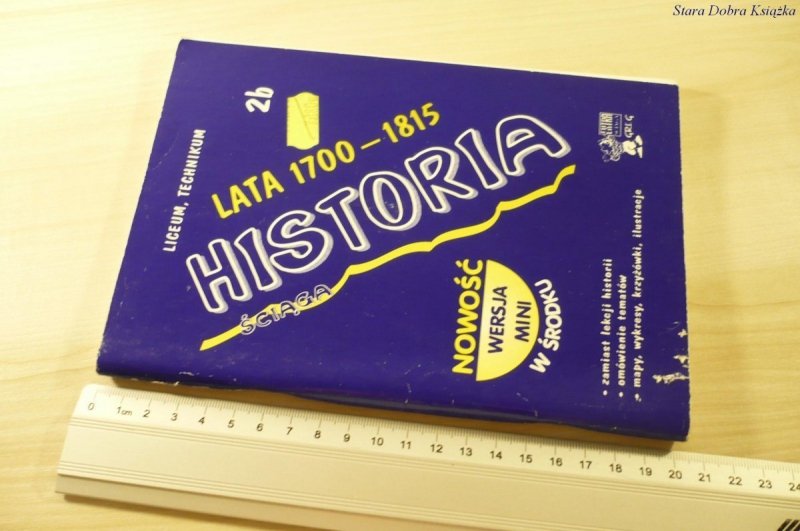 Stara Dobra Książka
LICEUM, TECHNIKUM
2b
LATA 1700–1815
HISTORIA
ŚCIĄGA
GREG
NOWOŚĆ
WERSJA
MINI
W ŚRODKU
• zamiast lekcji historii
• omówienie tematów
• mapy, wykresy, krzyżówki, ilustracje
0 1cm 2 3 4 5 6 7 8 9 10 11 12 13 14 15 16 17 18 19 20 21 22 23 24